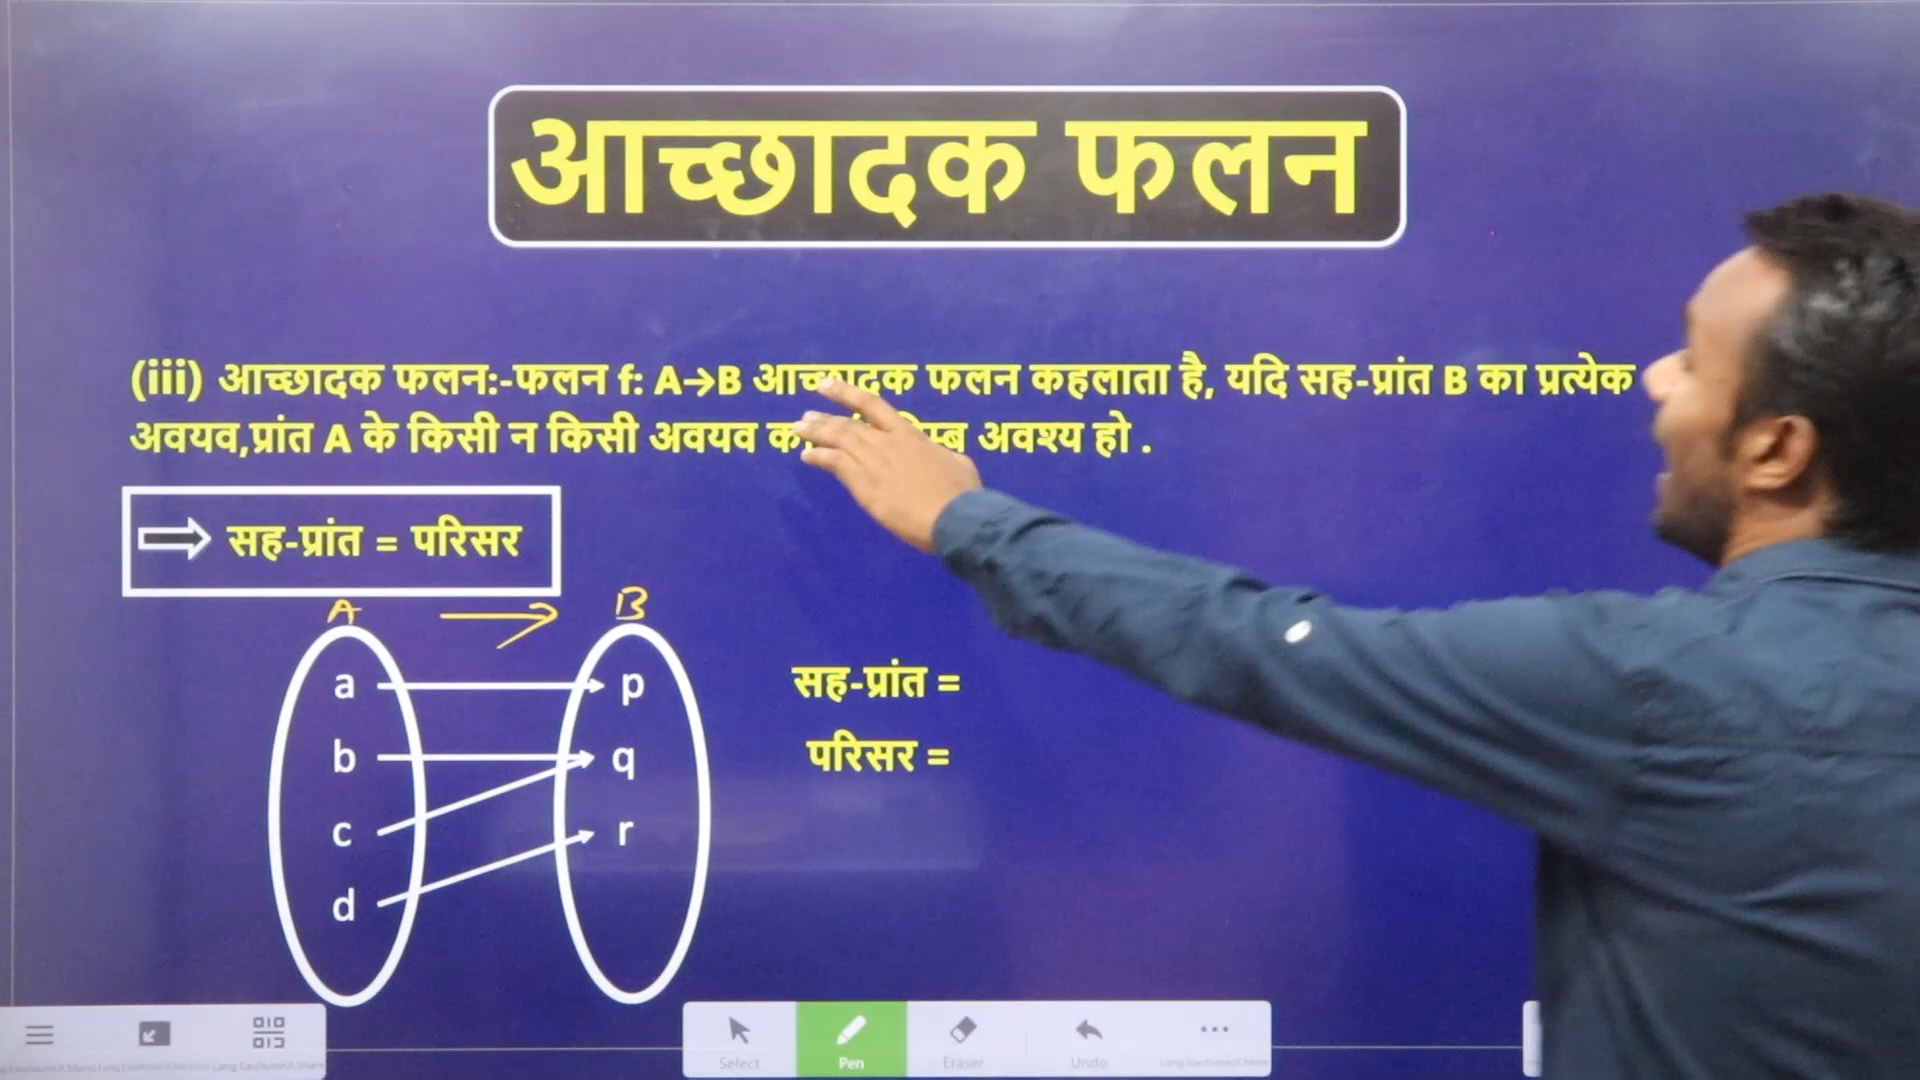 आच्छादक फलन
(iii) आच्छादक फलन:-फलन f: A→B आच्छादक फलन कहलाता है, यदि सह-प्रांत B का प्रत्येक
अवयव,प्रांत A के किसी न किसी अवयव अवश्य हो .
⇨ सह-प्रांत = परिसर
A → B
a p
b q
c r
d
सह-प्रांत =
परिसर =
Select Pen Eraser Undo